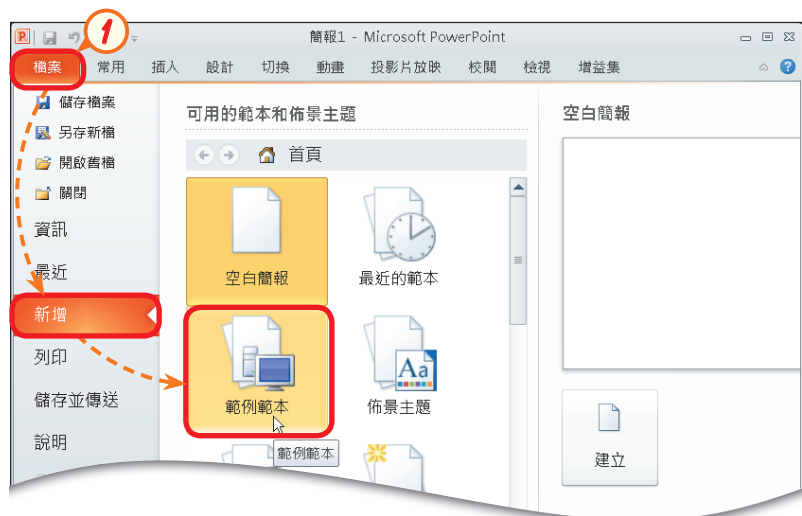 1
簡報1 - Microsoft PowerPoint
檔案 常用 插入 設計 切換 動畫 投影片放映 校閱 檢視 增益集
儲存檔案
另存新檔
開啟舊檔
關閉
資訊
最近
新增
列印
儲存並傳送
說明
可用的範本和佈景主題
首頁
空白簡報 最近的範本
範例範本 佈景主題
Aa
範例範本
空白簡報
建立